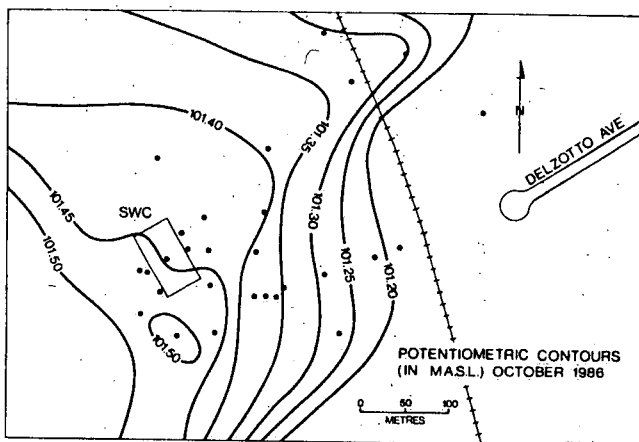 101.40
101.35
N
DELZOTTO AVE
101.45
SWC
101.50
101.30
101.25
101.20
101.50
POTENTIOMETRIC CONTOURS
(IN M.A.S.L.) OCTOBER 1986
0 50 100
METRES